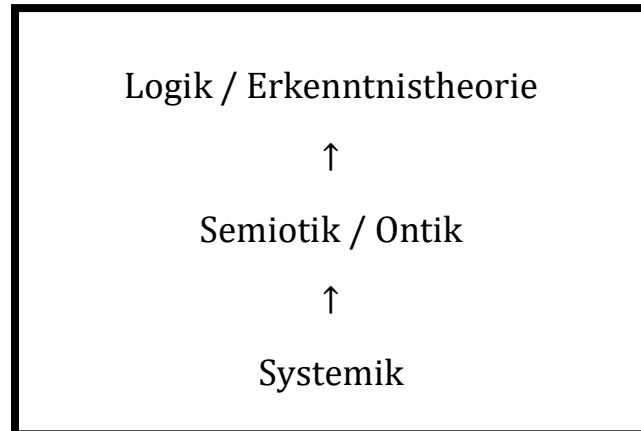 Logik / Erkenntnistheorie
↑
Semiotik / Ontik
↑
Systemik